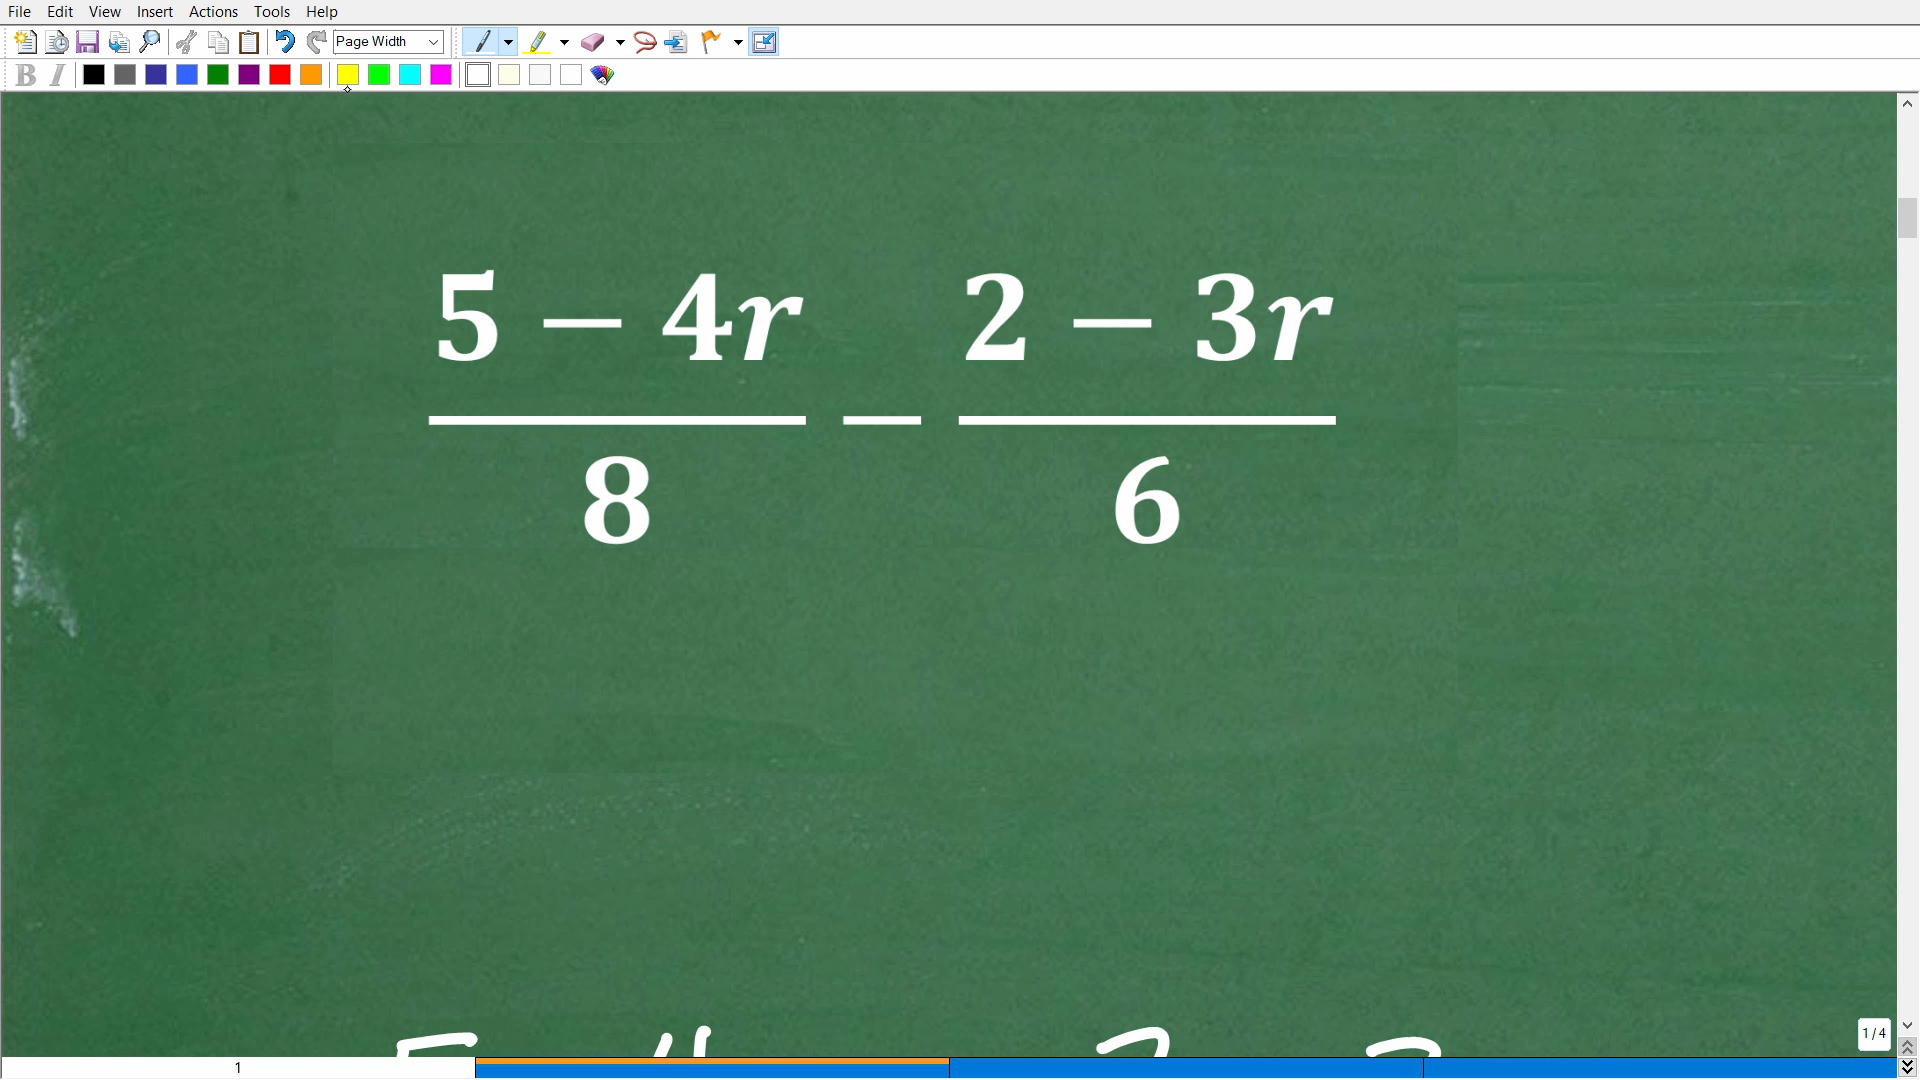 File Edit View Insert Actions Tools Help
Page Width
B I
5 − 4r / 8 − 2 − 3r / 6
1 / 4
1